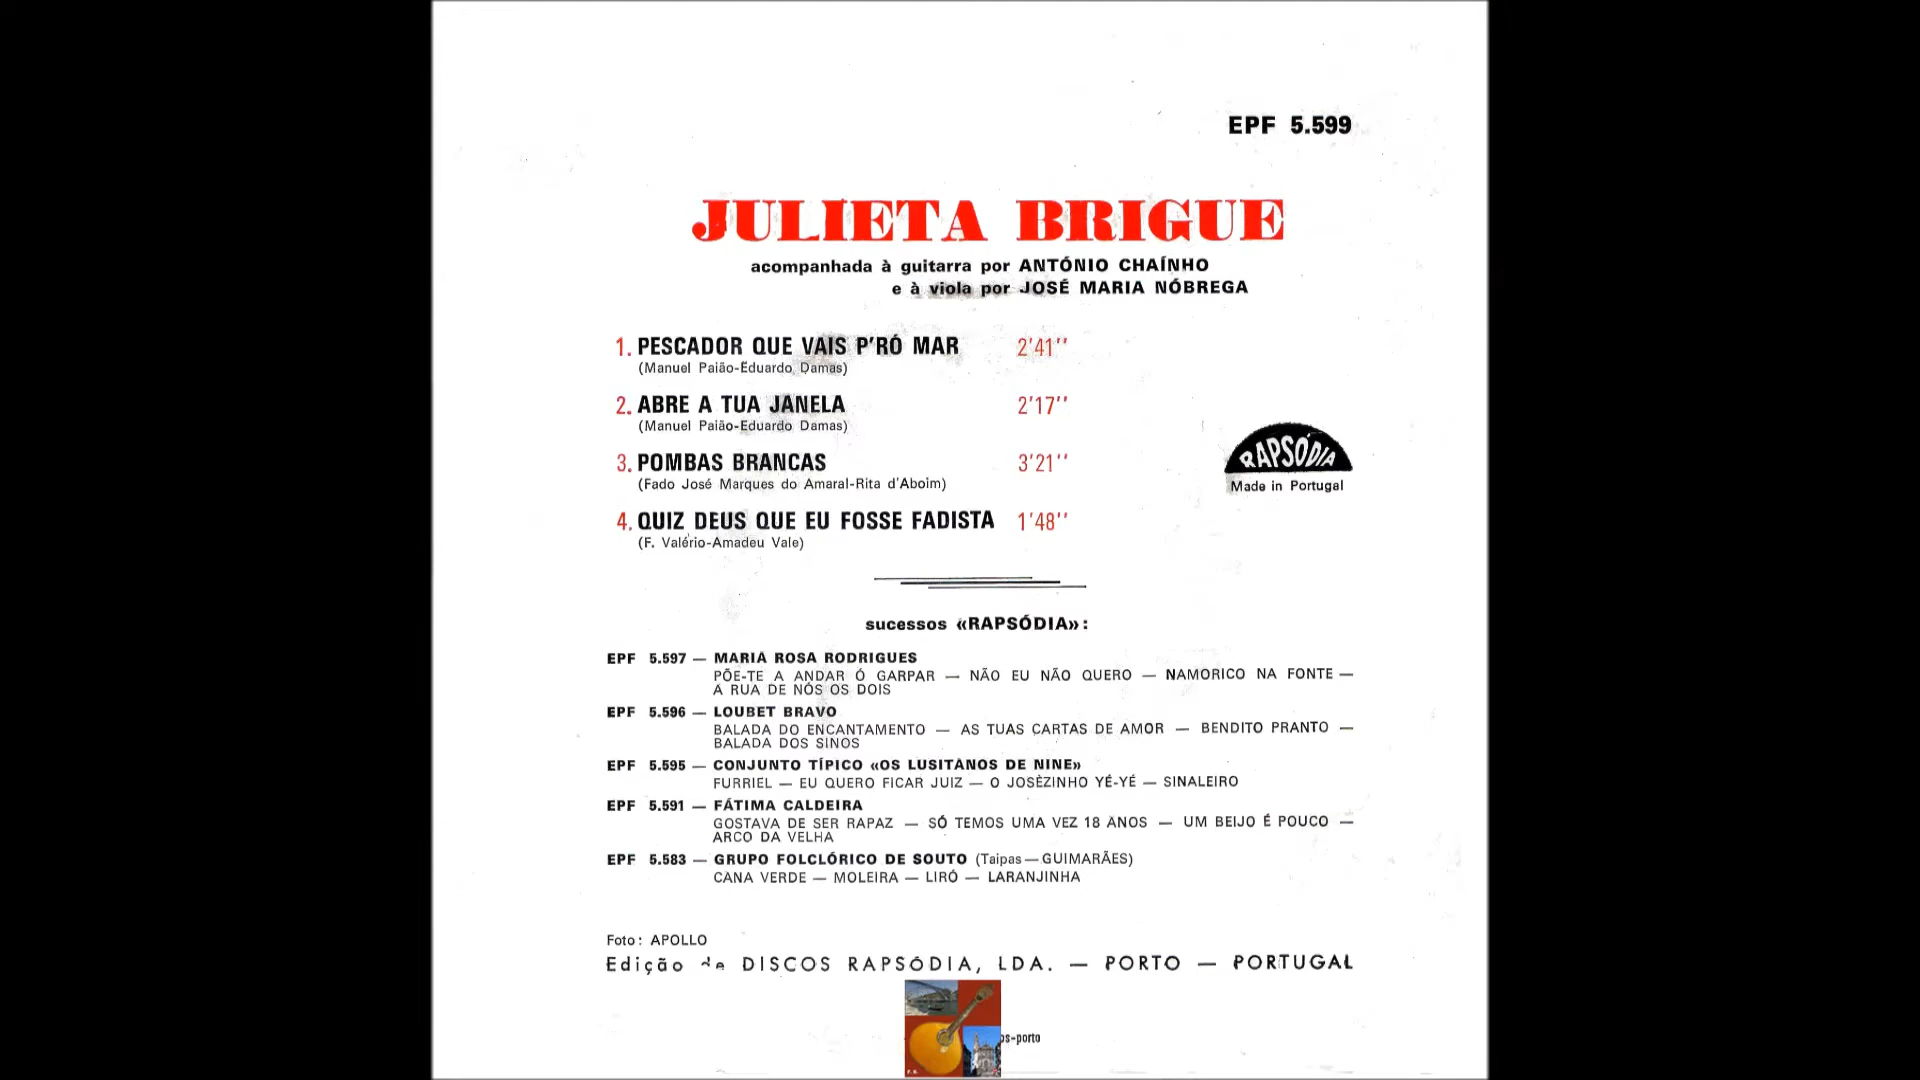 EPF 5.599
JULIETA BRIGUE
acompanhada à guitarra por ANTÓNIO CHAÍNHO
e à viola por JOSÉ MARIA NÓBREGA
1. PESCADOR QUE VAIS P'RÓ MAR 2'41''
(Manuel Paião-Eduardo Damas)
2. ABRE A TUA JANELA 2'17''
(Manuel Paião-Eduardo Damas)
3. POMBAS BRANCAS 3'21''
(Fado José Marques do Amaral-Rita d'Aboim)
RAPSÓDIA
Made in Portugal
4. QUIZ DEUS QUE EU FOSSE FADISTA 1'48''
(F. Valério-Amadeu Vale)
sucessos «RAPSÓDIA»:
EPF 5.597 — MARIA ROSA RODRIGUES
PÕE-TE A ANDAR Ó GARPAR — NÃO EU NÃO QUERO — NAMORICO NA FONTE —
A RUA DE NÓS OS DOIS
EPF 5.596 — LOUBET BRAVO
BALADA DO ENCANTAMENTO — AS TUAS CARTAS DE AMOR — BENDITO PRANTO —
BALADA DOS SINOS
EPF 5.595 — CONJUNTO TÍPICO «OS LUSITANOS DE NINE»
FURRIEL — EU QUERO FICAR JUIZ — O JOSÈZINHO YÉ-YÉ — SINALEIRO
EPF 5.591 — FÁTIMA CALDEIRA
GOSTAVA DE SER RAPAZ — SÓ TEMOS UMA VEZ 18 ANOS — UM BEIJO É POUCO —
ARCO DA VELHA
EPF 5.583 — GRUPO FOLCLÓRICO DE SOUTO (Taipas — GUIMARÃES)
CANA VERDE — MOLEIRA — LIRÓ — LARANJINHA
Foto: APOLLO
Edição de DISCOS RAPSÓDIA, LDA. — PORTO — PORTUGAL
os-porto